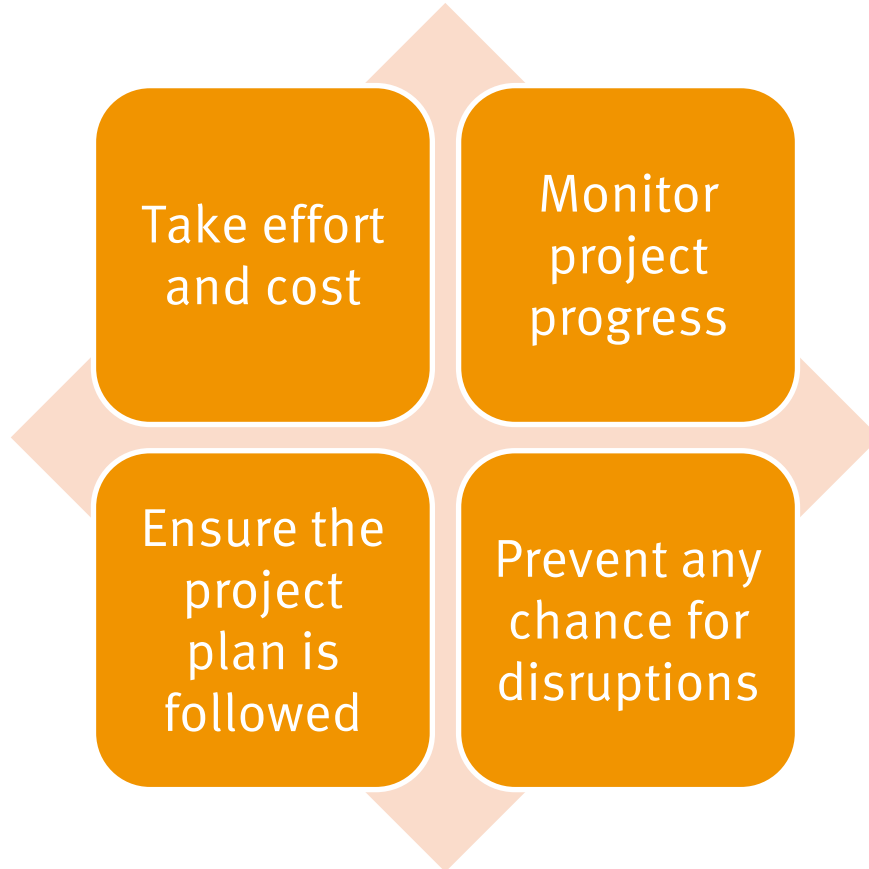 Take effort
and cost
Monitor
project
progress
Ensure the
project
plan is
followed
Prevent any
chance for
disruptions